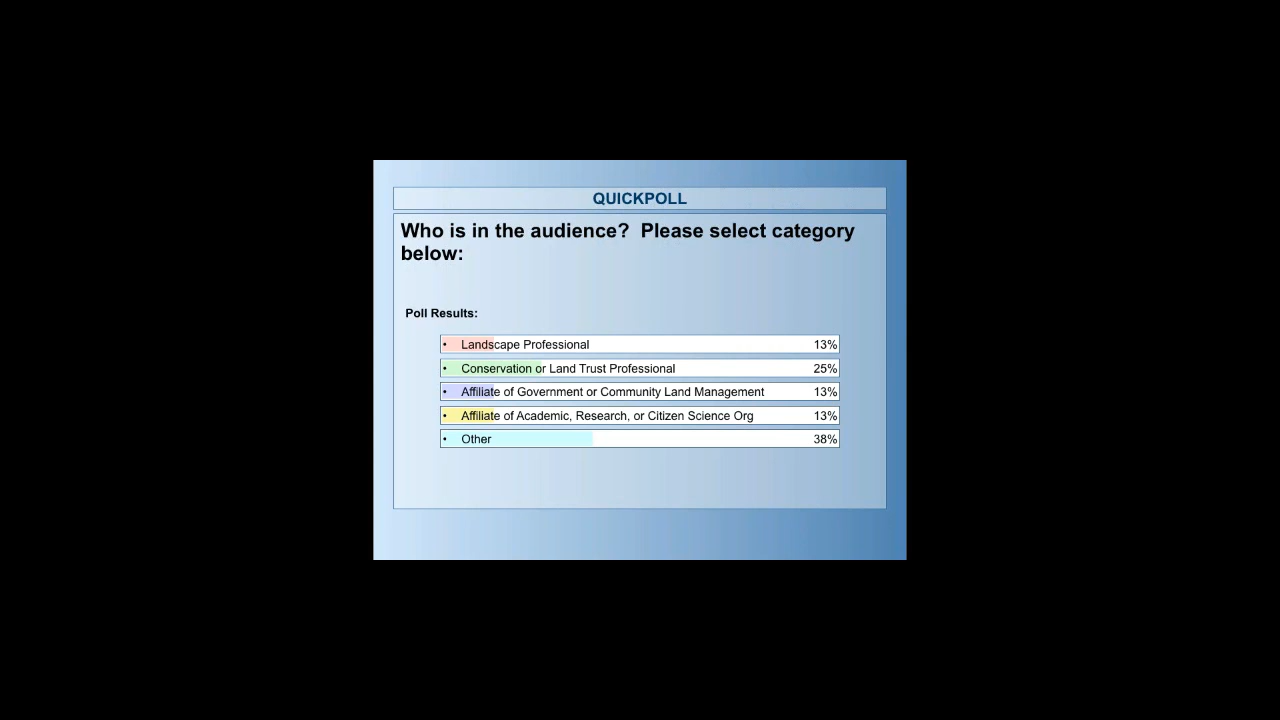 QUICKPOLL
Who is in the audience?  Please select category
below:
Poll Results:
• Landscape Professional 13%
• Conservation or Land Trust Professional 25%
• Affiliate of Government or Community Land Management 13%
• Affiliate of Academic, Research, or Citizen Science Org 13%
• Other 38%